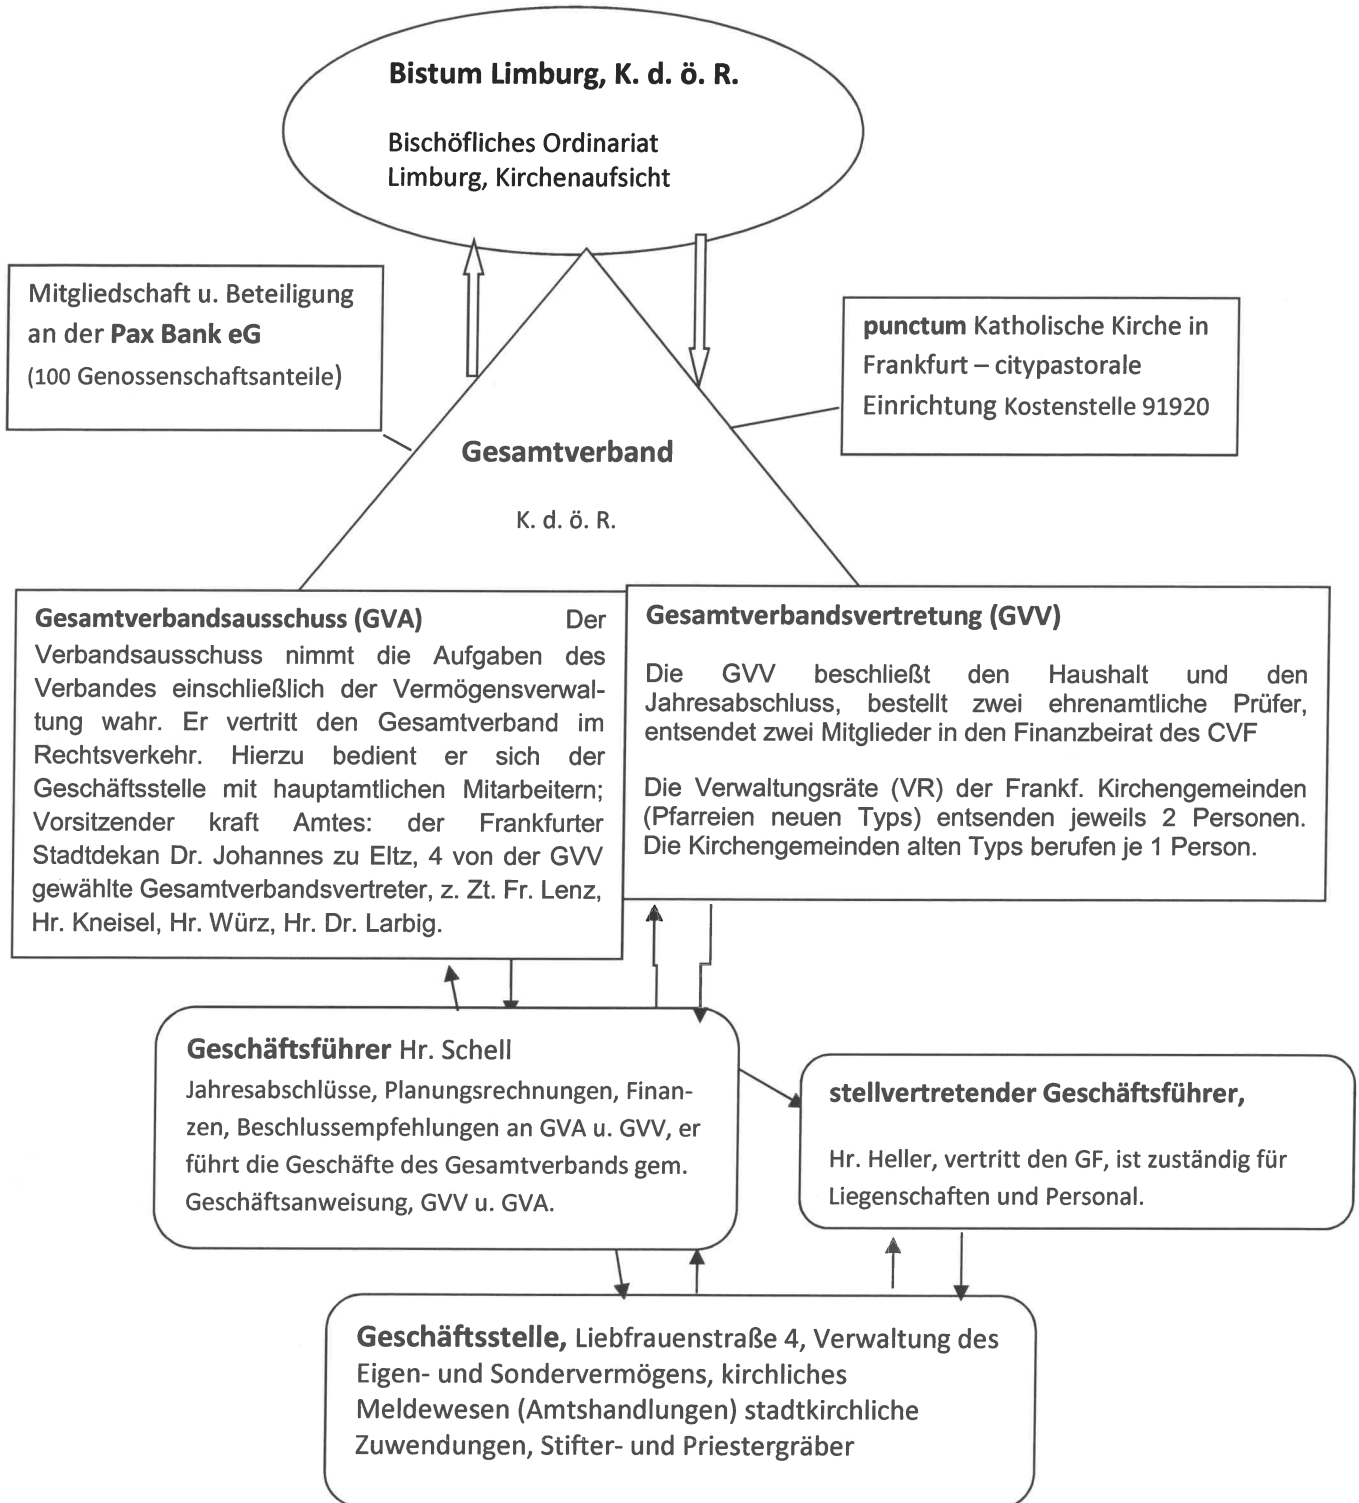 Bistum Limburg, K. d. ö. R.
Bischöfliches Ordinariat
Limburg, Kirchenaufsicht
Mitgliedschaft u. Beteiligung
an der Pax Bank eG
(100 Genossenschaftsanteile)
punctum Katholische Kirche in
Frankfurt – citypastorale
Einrichtung Kostenstelle 91920
Gesamtverband
K. d. ö. R.
Gesamtverbandsausschuss (GVA) Der
Verbandsausschuss nimmt die Aufgaben des
Verbandes einschließlich der Vermögensverwal-
tung wahr. Er vertritt den Gesamtverband im
Rechtsverkehr. Hierzu bedient er sich der
Geschäftsstelle mit hauptamtlichen Mitarbeitern;
Vorsitzender kraft Amtes: der Frankfurter
Stadtdekan Dr. Johannes zu Eltz, 4 von der GVV
gewählte Gesamtverbandsvertreter, z. Zt. Fr. Lenz,
Hr. Kneisel, Hr. Würz, Hr. Dr. Larbig.
Gesamtverbandsvertretung (GVV)
Die GVV beschließt den Haushalt und den
Jahresabschluss, bestellt zwei ehrenamtliche Prüfer,
entsendet zwei Mitglieder in den Finanzbeirat des CVF
Die Verwaltungsräte (VR) der Frankf. Kirchengemeinden
(Pfarreien neuen Typs) entsenden jeweils 2 Personen.
Die Kirchengemeinden alten Typs berufen je 1 Person.
Geschäftsführer Hr. Schell
Jahresabschlüsse, Planungsrechnungen, Finan-
zen, Beschlussempfehlungen an GVA u. GVV, er
führt die Geschäfte des Gesamtverbands gem.
Geschäftsanweisung, GVV u. GVA.
stellvertretender Geschäftsführer,
Hr. Heller, vertritt den GF, ist zuständig für
Liegenschaften und Personal.
Geschäftsstelle, Liebfrauenstraße 4, Verwaltung des
Eigen- und Sondervermögens, kirchliches
Meldewesen (Amtshandlungen) stadtkirchliche
Zuwendungen, Stifter- und Priestergräber